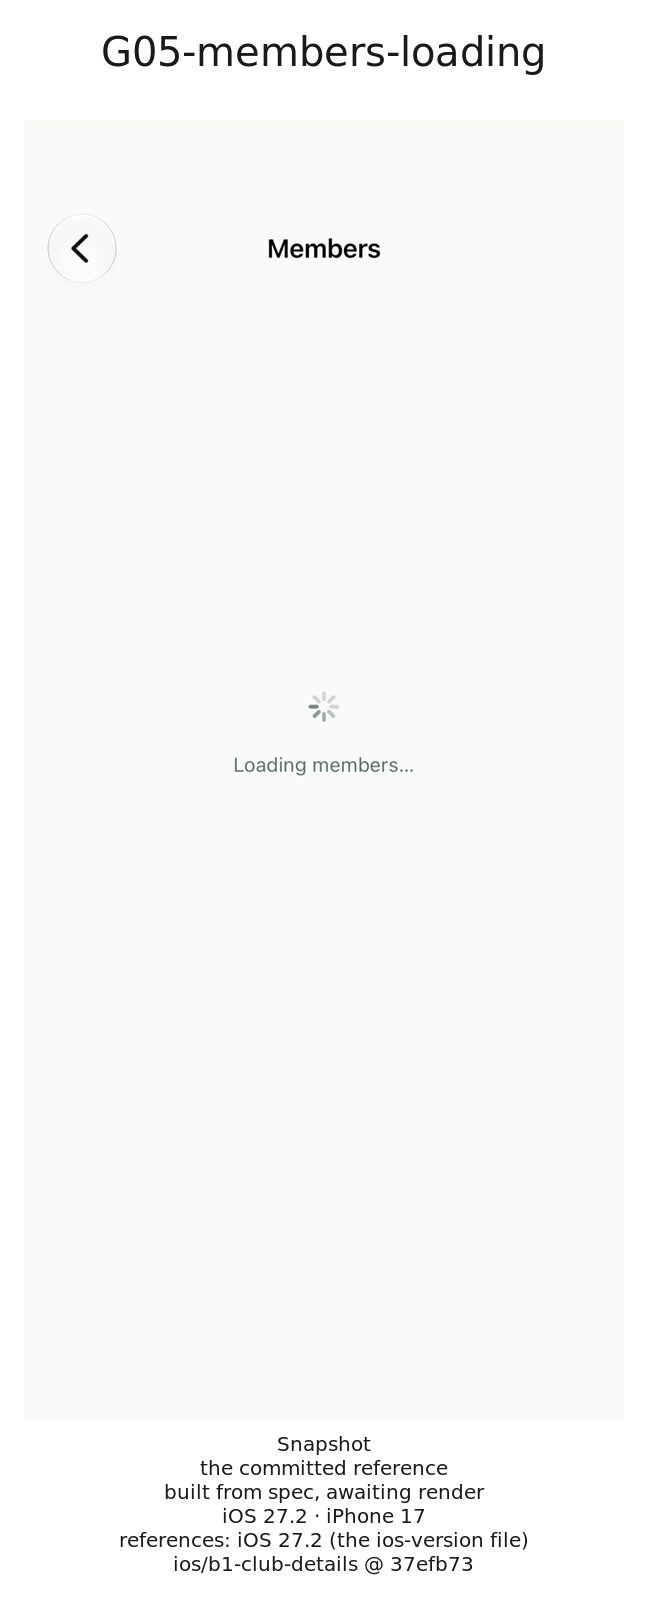 G05-members-loading
Members
Loading members...
Snapshot
the committed reference
built from spec, awaiting render
iOS 27.2 · iPhone 17
references: iOS 27.2 (the ios-version file)
ios/b1-club-details @ 37efb73